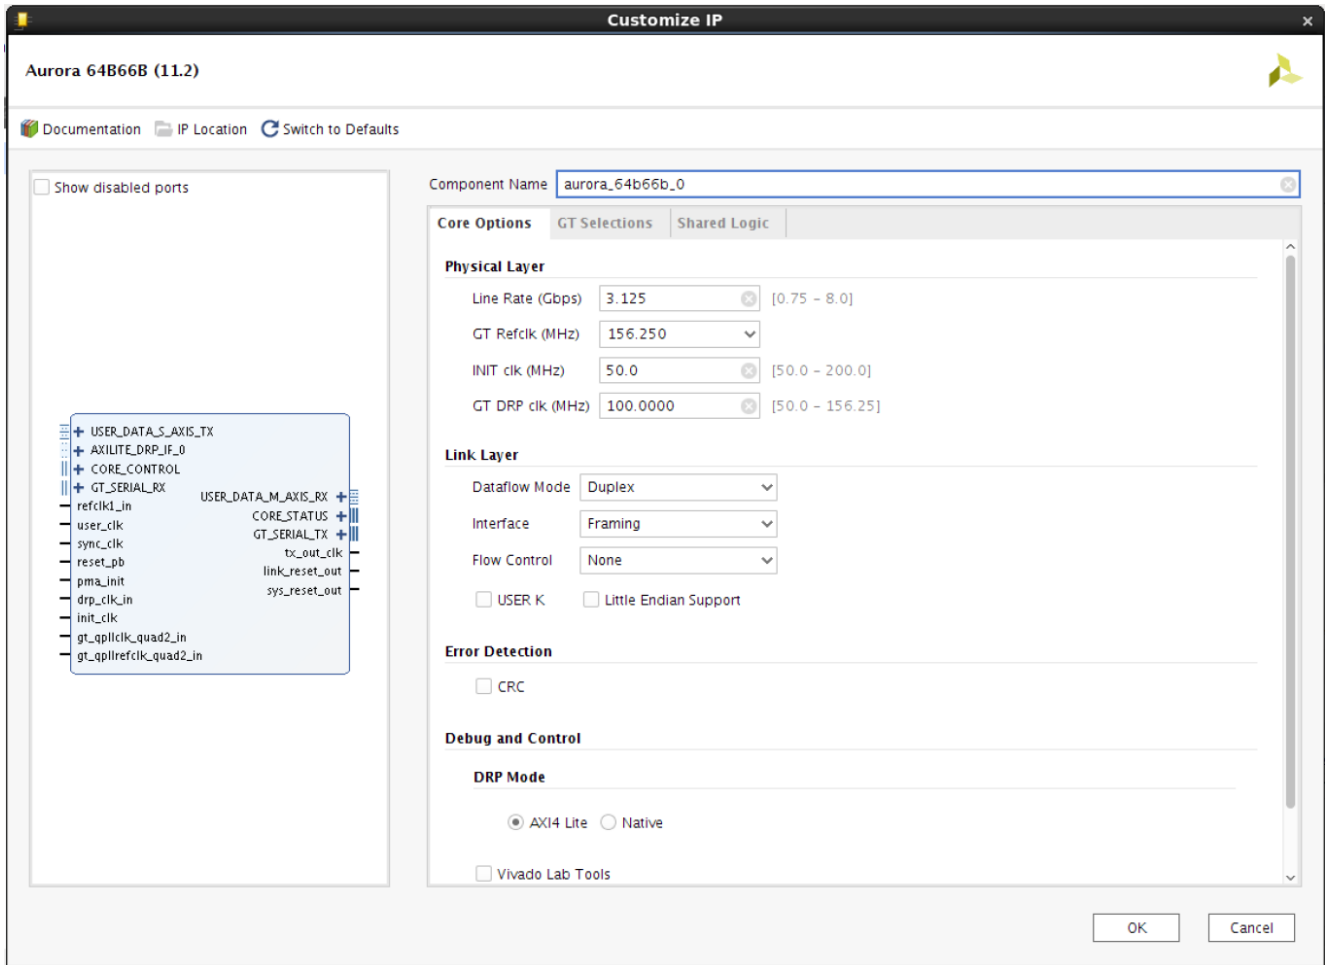 Customize IP
Aurora 64B66B (11.2)
Documentation IP Location Switch to Defaults
Show disabled ports
USER_DATA_S_AXIS_TX
AXILITE_DRP_IF_0
CORE_CONTROL
GT_SERIAL_RX
refclk1_in
user_clk
sync_clk
reset_pb
pma_init
drp_clk_in
init_clk
gt_qpllclk_quad2_in
gt_qpllrefclk_quad2_in
USER_DATA_M_AXIS_RX
CORE_STATUS
GT_SERIAL_TX
tx_out_clk
link_reset_out
sys_reset_out
Component Name aurora_64b66b_0
Core Options GT Selections Shared Logic
Physical Layer
Line Rate (Gbps) 3.125 [0.75 - 8.0]
GT Refclk (MHz) 156.250
INIT clk (MHz) 50.0 [50.0 - 200.0]
GT DRP clk (MHz) 100.0000 [50.0 - 156.25]
Link Layer
Dataflow Mode Duplex
Interface Framing
Flow Control None
USER K Little Endian Support
Error Detection
CRC
Debug and Control
DRP Mode
AXI4 Lite Native
Vivado Lab Tools
OK Cancel